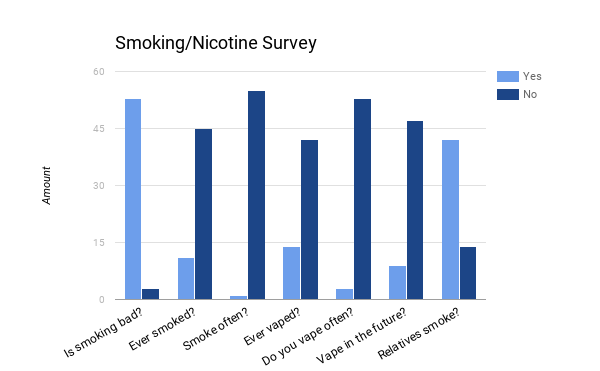 Smoking/Nicotine Survey
Yes
No
Amount
60
45
30
15
0
Is smoking bad?
Ever smoked?
Smoke often?
Ever vaped?
Do you vape often?
Vape in the future?
Relatives smoke?